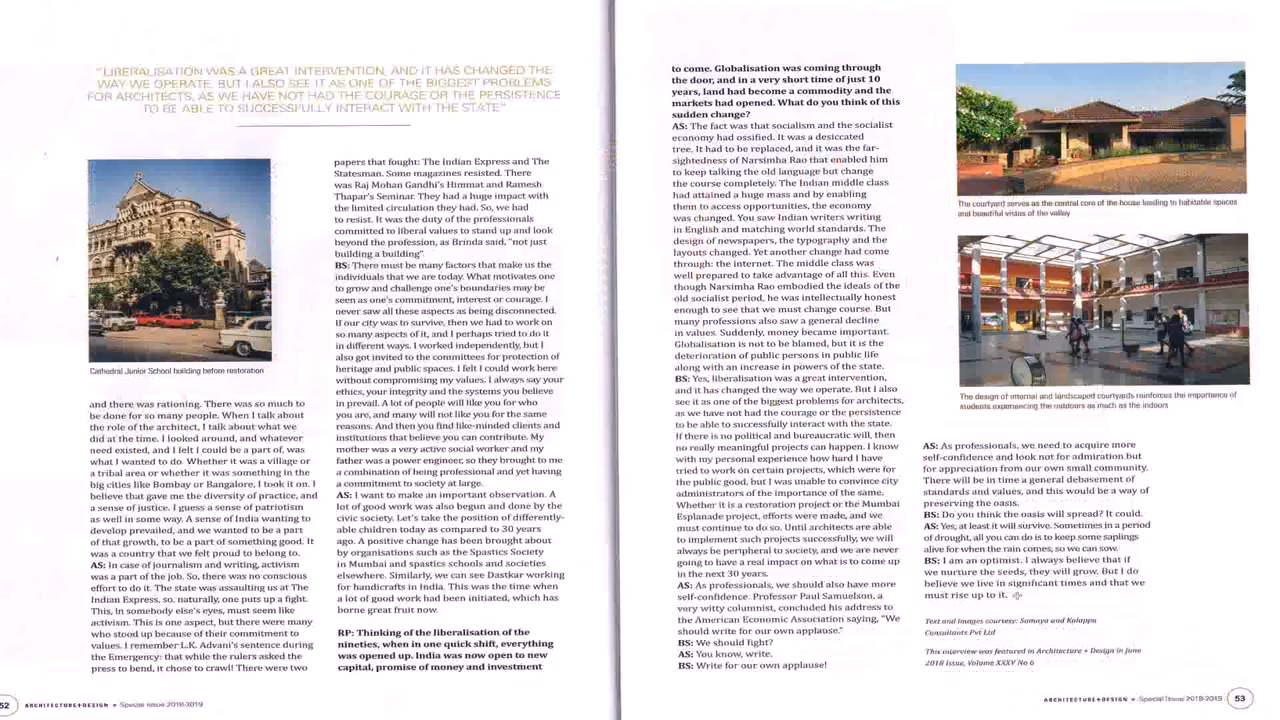 "LIBERALISATION WAS A GREAT INTERVENTION, AND IT HAS CHANGED THE
WAY WE OPERATE. BUT I ALSO SEE IT AS ONE OF THE BIGGEST PROBLEMS
FOR ARCHITECTS, AS WE HAVE NOT HAD THE COURAGE OR THE PERSISTENCE
TO BE ABLE TO SUCCESSFULLY INTERACT WITH THE STATE"
Cathedral Junior School building before restoration
and there was rationing. There was so much to
be done for so many people. When I talk about
the role of the architect, I talk about what we
did at the time. I looked around, and whatever
need existed, and I felt I could be a part of, was
what I wanted to do. Whether it was a village or
a tribal area or whether it was something in the
big cities like Bombay or Bangalore, I took it on. I
believe that gave me the diversity of practice, and
a sense of justice. I guess a sense of patriotism
as well in some way. A sense of India wanting to
develop prevailed, and we wanted to be a part
of that growth, to be a part of something good. It
was a country that we felt proud to belong to.
AS: In case of journalism and writing, activism
was a part of the job. So, there was no conscious
effort to do it. The state was assaulting us at The
Indian Express, so, naturally, one puts up a fight.
This, in somebody else's eyes, must seem like
activism. This is one aspect, but there were many
who stood up because of their commitment to
values. I remember L.K. Advani's sentence during
the Emergency: that while the rulers asked the
press to bend, it chose to crawl! There were two
papers that fought: The Indian Express and The
Statesman. Some magazines resisted. There
was Raj Mohan Gandhi's Himmat and Ramesh
Thapar's Seminar. They had a huge impact with
the limited circulation they had. So, we had
to resist. It was the duty of the professionals
committed to liberal values to stand up and look
beyond the profession, as Brinda said, "not just
building a building".
BS: There must be many factors that make us the
individuals that we are today. What motivates one
to grow and challenge one's boundaries may be
seen as one's commitment, interest or courage. I
never saw all these aspects as being disconnected.
If our city was to survive, then we had to work on
so many aspects of it, and I perhaps tried to do it
in different ways. I worked independently, but I
also got invited to the committees for protection of
heritage and public spaces. I felt I could work here
without compromising my values. I always say your
ethics, your integrity and the systems you believe
in prevail. A lot of people will like you for who
you are, and many will not like you for the same
reasons. And then you find like-minded clients and
institutions that believe you can contribute. My
mother was a very active social worker and my
father was a power engineer, so they brought to me
a combination of being professional and yet having
a commitment to society at large.
AS: I want to make an important observation. A
lot of good work was also begun and done by the
civic society. Let's take the position of differently-
able children today as compared to 30 years
ago. A positive change has been brought about
by organisations such as the Spastics Society
in Mumbai and spastics schools and societies
elsewhere. Similarly, we can see Dastkar working
for handicrafts in India. This was the time when
a lot of good work had been initiated, which has
borne great fruit now.
RP: Thinking of the liberalisation of the
nineties, when in one quick shift, everything
was opened up. India was now open to new
capital, promise of money and investment
52 ARCHITECTURE+DESIGN • Special Issue 2018-2019
to come. Globalisation was coming through
the door, and in a very short time of just 10
years, land had become a commodity and the
markets had opened. What do you think of this
sudden change?
AS: The fact was that socialism and the socialist
economy had ossified. It was a desiccated
tree. It had to be replaced, and it was the far-
sightedness of Narsimha Rao that enabled him
to keep talking the old language but change
the course completely. The Indian middle class
had attained a huge mass and by enabling
them to access opportunities, the economy
was changed. You saw Indian writers writing
in English and matching world standards. The
design of newspapers, the typography and the
layouts changed. Yet another change had come
through: the internet. The middle class was
well prepared to take advantage of all this. Even
though Narsimha Rao embodied the ideals of the
old socialist period, he was intellectually honest
enough to see that we must change course. But
many professions also saw a general decline
in values. Suddenly, money became important.
Globalisation is not to be blamed, but it is the
deterioration of public persons in public life
along with an increase in powers of the state.
BS: Yes, liberalisation was a great intervention,
and it has changed the way we operate. But I also
see it as one of the biggest problems for architects,
as we have not had the courage or the persistence
to be able to successfully interact with the state.
If there is no political and bureaucratic will, then
no really meaningful projects can happen. I know
with my personal experience how hard I have
tried to work on certain projects, which were for
the public good, but I was unable to convince city
administrators of the importance of the same.
Whether it is a restoration project or the Mumbai
Esplanade project, efforts were made, and we
must continue to do so. Until architects are able
to implement such projects successfully, we will
always be peripheral to society, and we are never
going to have a real impact on what is to come up
in the next 30 years.
AS: As professionals, we should also have more
self-confidence. Professor Paul Samuelson, a
very witty columnist, concluded his address to
the American Economic Association saying, "We
should write for our own applause."
BS: We should fight?
AS: You know, write.
BS: Write for our own applause!
The courtyard serves as the central core of the house leading to habitable spaces
and beautiful vistas of the valley
The design of internal and landscaped courtyards reinforces the importance of
students experiencing the outdoors as much as the indoors
AS: As professionals, we need to acquire more
self-confidence and look not for admiration but
for appreciation from our own small community.
There will be in time a general debasement of
standards and values, and this would be a way of
preserving the oasis.
BS: Do you think the oasis will spread? It could.
AS: Yes, at least it will survive. Sometimes in a period
of drought, all you can do is to keep some saplings
alive for when the rain comes, so we can sow.
BS: I am an optimist. I always believe that if
we nurture the seeds, they will grow. But I do
believe we live in significant times and that we
must rise up to it.
Text and images courtesy: Somaya and Kalappa
Consultants Pvt Ltd
This interview was featured in Architecture + Design in June
2018 issue, Volume XXXV No 6
ARCHITECTURE+DESIGN • Special Issue 2018-2019 53